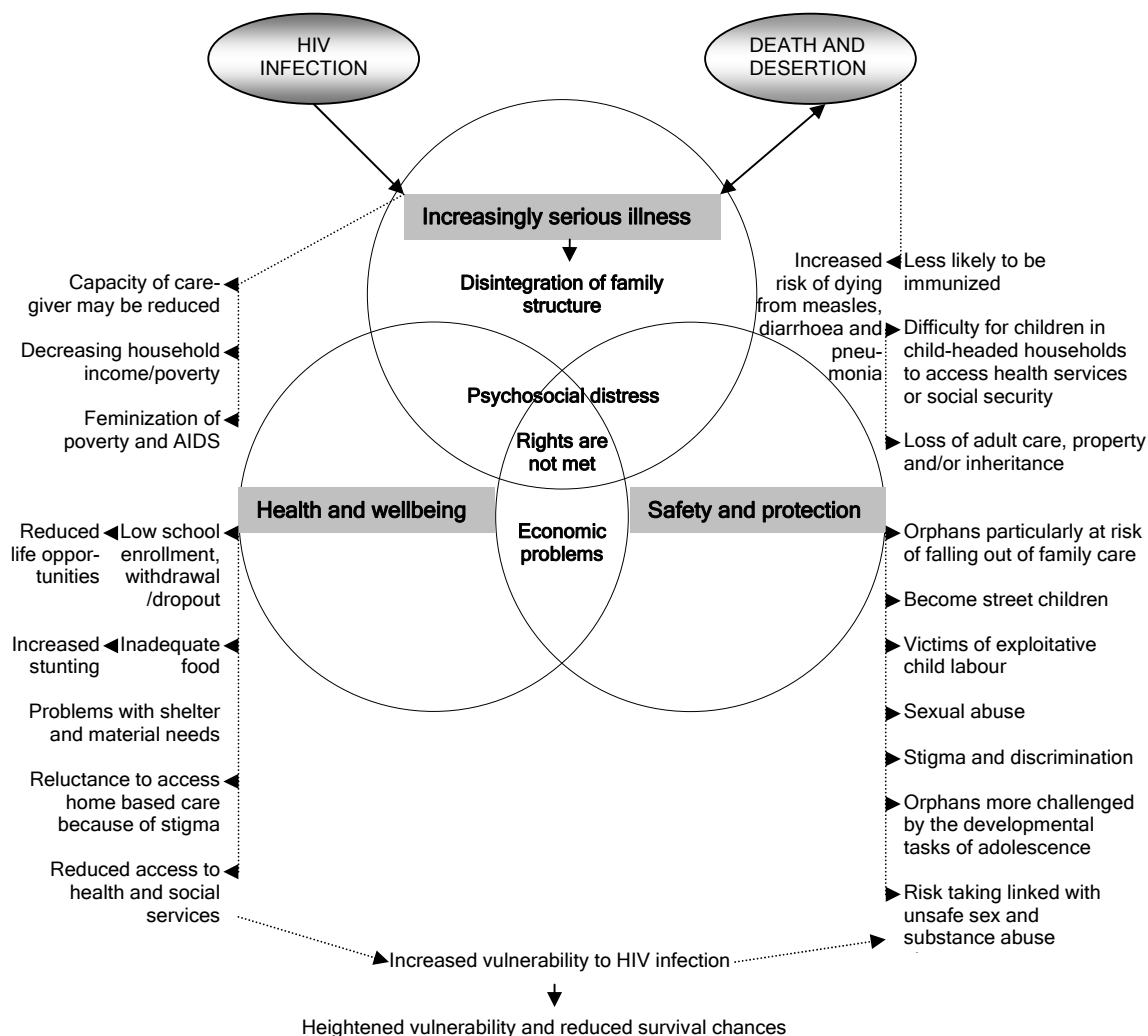 HIV
INFECTION
DEATH AND
DESERTION
Increasingly serious illness
Disintegration of family
structure
Psychosocial distress
Rights are
not met
Health and wellbeing
Safety and protection
Economic
problems
Capacity of care-
giver may be reduced
Decreasing household
income/poverty
Feminization of
poverty and AIDS
Increased
risk of dying
from measles,
diarrhoea and
pneu-
monia
Less likely to be
immunized
Difficulty for children in
child-headed households
to access health services
or social security
Loss of adult care, property
and/or inheritance
Reduced
life oppor-
tunities
Low school
enrollment,
withdrawal
/dropout
Increased
stunting
Inadequate
food
Problems with shelter
and material needs
Reluctance to access
home based care
because of stigma
Reduced access to
health and social
services
Orphans particularly at risk
of falling out of family care
Become street children
Victims of exploitative
child labour
Sexual abuse
Stigma and discrimination
Orphans more challenged
by the developmental
tasks of adolescence
Risk taking linked with
unsafe sex and
substance abuse
Increased vulnerability to HIV infection
Heightened vulnerability and reduced survival chances